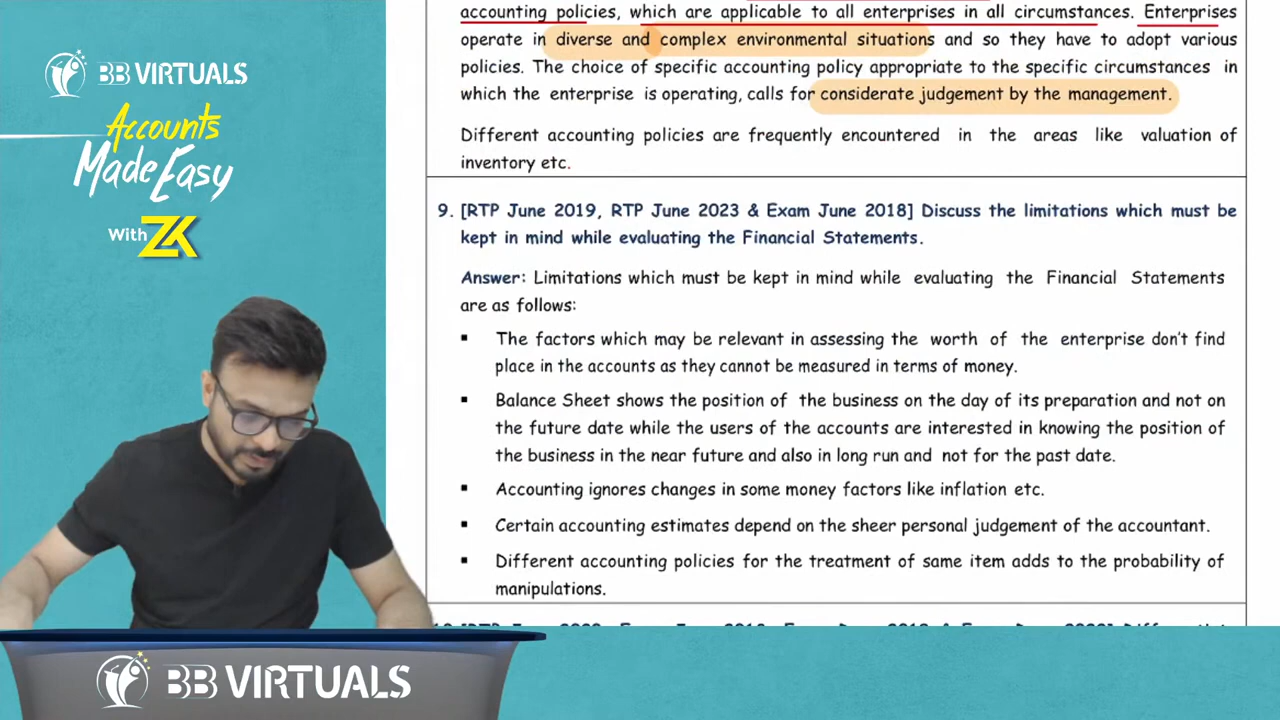 BB VIRTUALS
Accounts
Made Easy
With ZK
accounting policies, which are applicable to all enterprises in all circumstances. Enterprises
operate in diverse and complex environmental situations and so they have to adopt various
policies. The choice of specific accounting policy appropriate to the specific circumstances in
which the enterprise is operating, calls for considerate judgement by the management.
Different accounting policies are frequently encountered in the areas like valuation of
inventory etc.
9. [RTP June 2019, RTP June 2023 & Exam June 2018] Discuss the limitations which must be
kept in mind while evaluating the Financial Statements.
Answer: Limitations which must be kept in mind while evaluating the Financial Statements
are as follows:
▪ The factors which may be relevant in assessing the worth of the enterprise don't find
place in the accounts as they cannot be measured in terms of money.
▪ Balance Sheet shows the position of the business on the day of its preparation and not on
the future date while the users of the accounts are interested in knowing the position of
the business in the near future and also in long run and not for the past date.
▪ Accounting ignores changes in some money factors like inflation etc.
▪ Certain accounting estimates depend on the sheer personal judgement of the accountant.
▪ Different accounting policies for the treatment of same item adds to the probability of
manipulations.
BB VIRTUALS